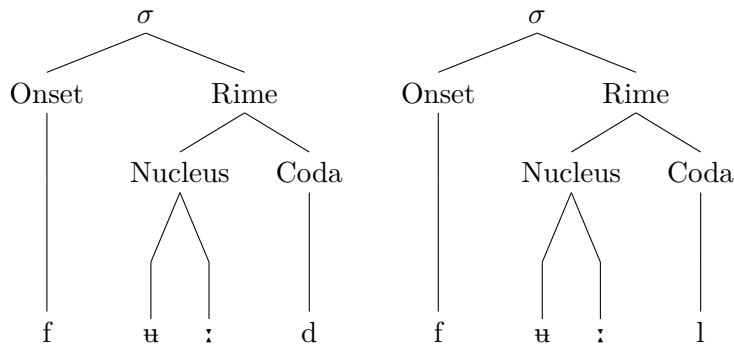 σ σ
Onset Rime Onset Rime
Nucleus Coda Nucleus Coda
f ʉ ː d f ʉ ː l